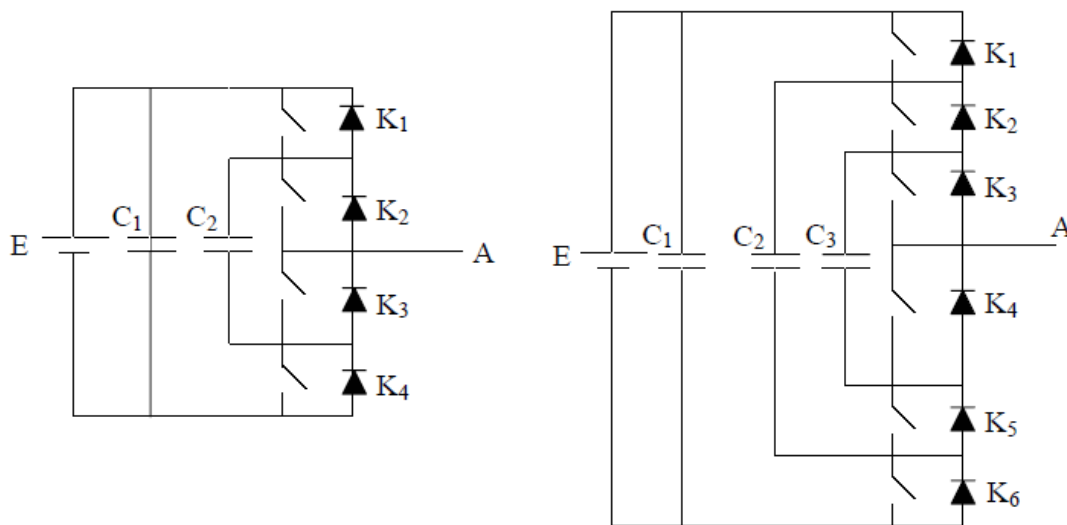 K₁
C₁
C₂
K₂
E
A
K₃
K₄
K₁
K₂
K₃
C₁
C₂
C₃
A
E
K₄
K₅
K₆